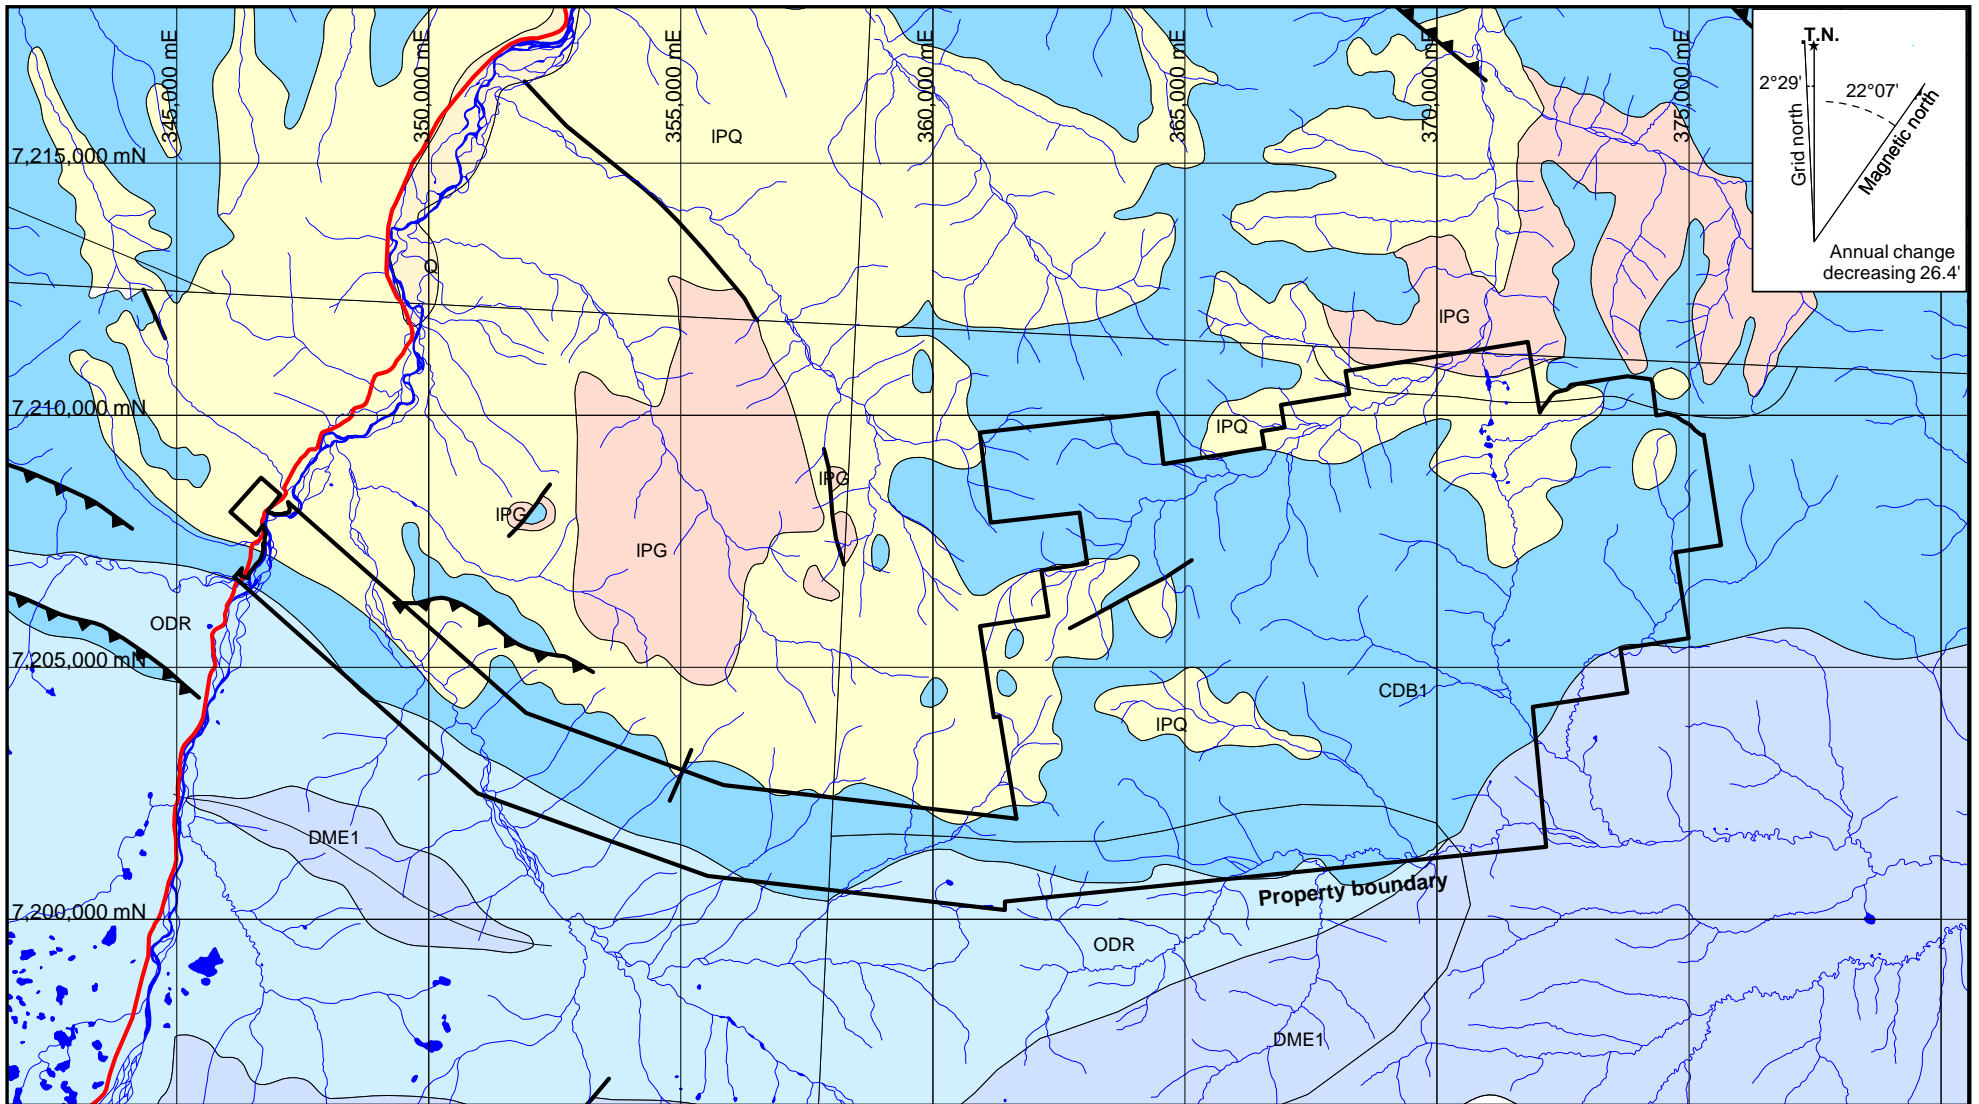 345,000 mE
350,000 mE
355,000 mE
360,000 mE
365,000 mE
370,000 mE
375,000 mE
.T.N.
2°29'
22°07'
Grid north
Magnetic north
Annual change
decreasing 26.4'
IPQ
7,215,000 mN
Q
IPG
7,210,000 mN
IPQ
IPG
IPG
IPG
ODR
7,205,000 mN
CDB1
IPQ
DME1
Property boundary
7,200,000 mN
ODR
DME1